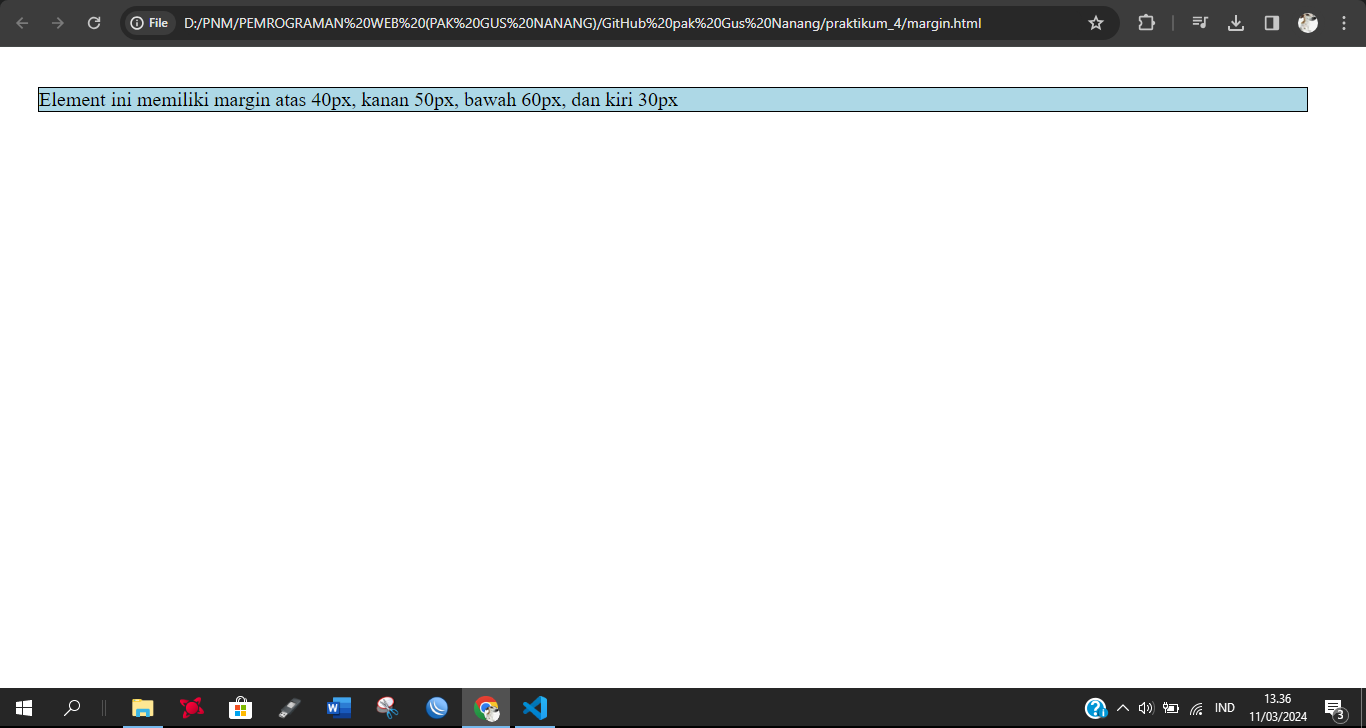 File D:/PNM/PEMROGRAMAN%20WEB%20(PAK%20GUS%20NANANG)/GitHub%20pak%20Gus%20Nanang/praktikum_4/margin.html
Element ini memiliki margin atas 40px, kanan 50px, bawah 60px, dan kiri 30px
IND
13.36
11/03/2024
3